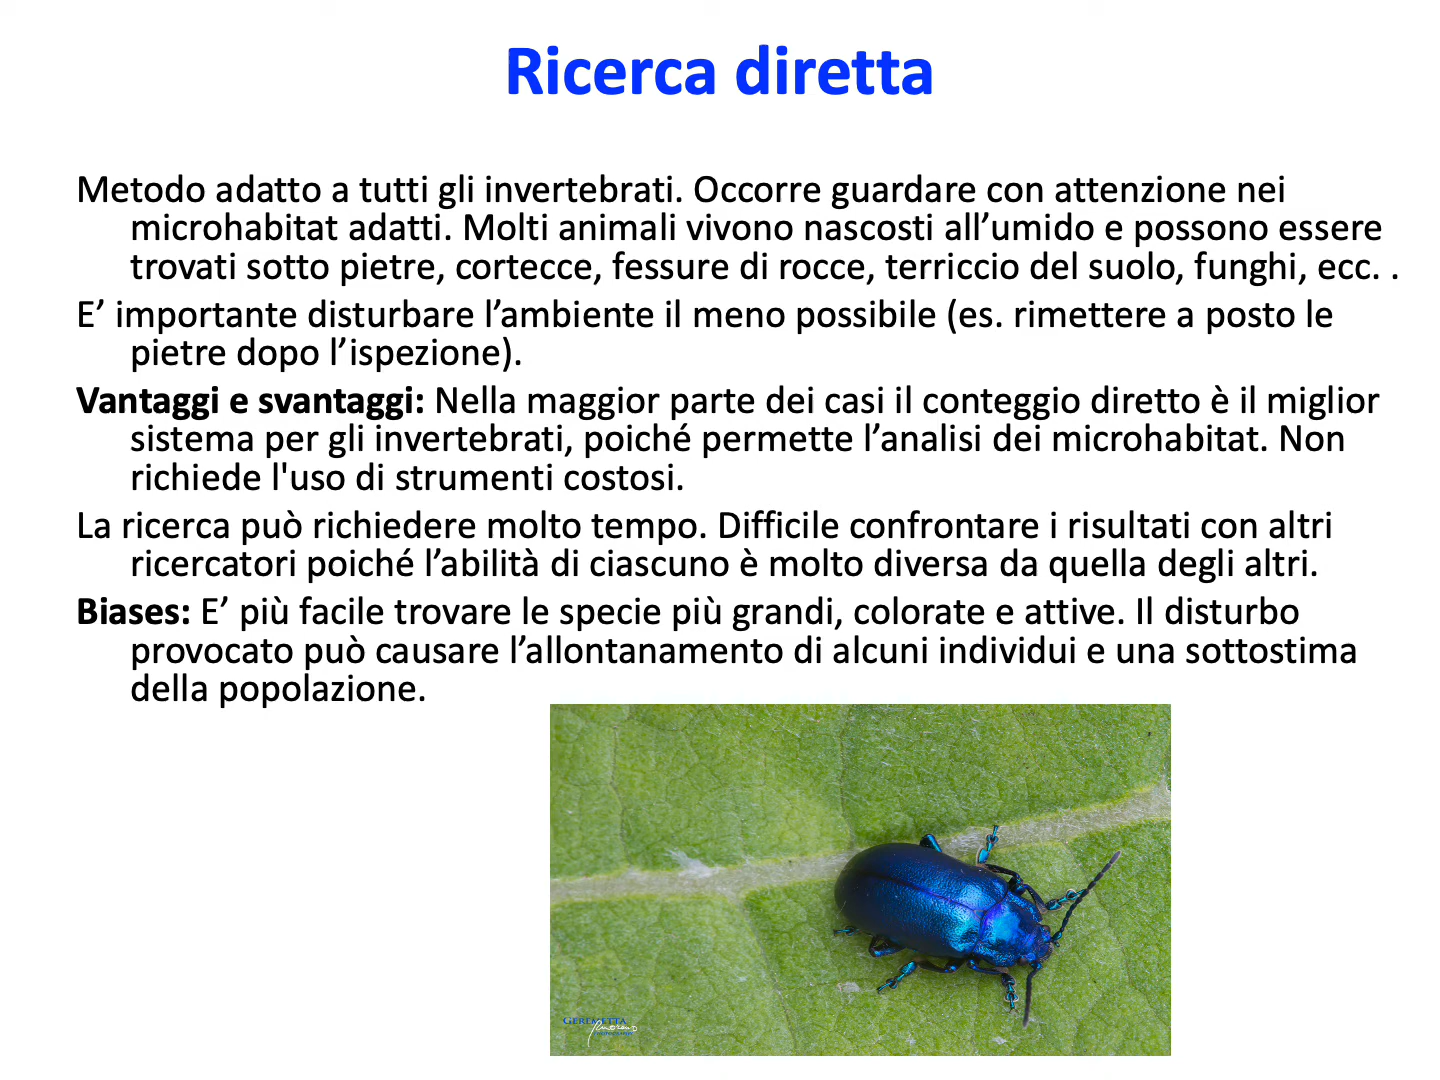 Ricerca diretta
Metodo adatto a tutti gli invertebrati. Occorre guardare con attenzione nei
microhabitat adatti. Molti animali vivono nascosti all’umido e possono essere
trovati sotto pietre, cortecce, fessure di rocce, terriccio del suolo, funghi, ecc. .
E’ importante disturbare l’ambiente il meno possibile (es. rimettere a posto le
pietre dopo l’ispezione).
Vantaggi e svantaggi: Nella maggior parte dei casi il conteggio diretto è il miglior
sistema per gli invertebrati, poiché permette l’analisi dei microhabitat. Non
richiede l'uso di strumenti costosi.
La ricerca può richiedere molto tempo. Difficile confrontare i risultati con altri
ricercatori poiché l’abilità di ciascuno è molto diversa da quella degli altri.
Biases: E’ più facile trovare le specie più grandi, colorate e attive. Il disturbo
provocato può causare l’allontanamento di alcuni individui e una sottostima
della popolazione.